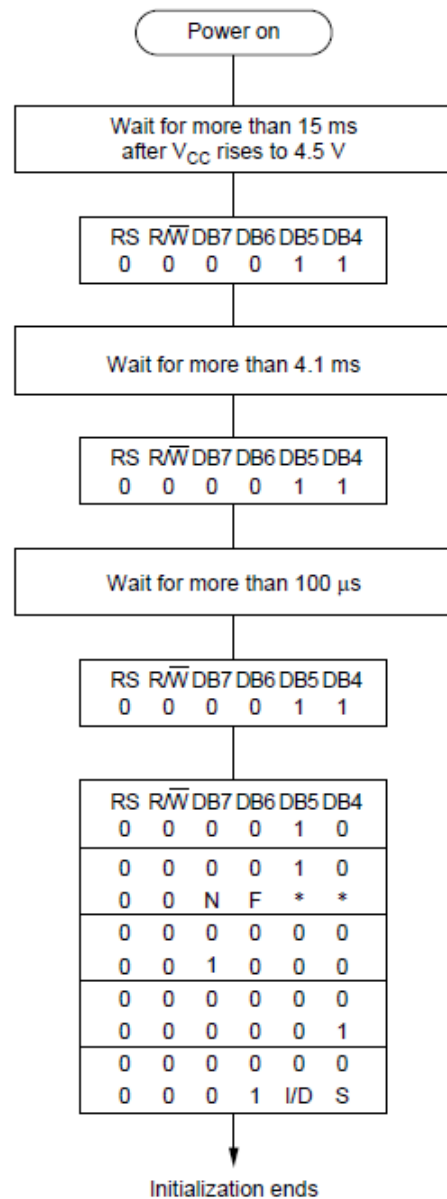 Power on
Wait for more than 15 ms
after VCC rises to 4.5 V
RS R/W̅ DB7 DB6 DB5 DB4
0 0 0 0 1 1
Wait for more than 4.1 ms
RS R/W̅ DB7 DB6 DB5 DB4
0 0 0 0 1 1
Wait for more than 100 μs
RS R/W̅ DB7 DB6 DB5 DB4
0 0 0 0 1 1
RS R/W̅ DB7 DB6 DB5 DB4
0 0 0 0 1 0
0 0 0 0 1 0
0 0 N F * *
0 0 0 0 0 0
0 0 1 0 0 0
0 0 0 0 0 0
0 0 0 0 0 1
0 0 0 0 0 0
0 0 0 1 I/D S
Initialization ends